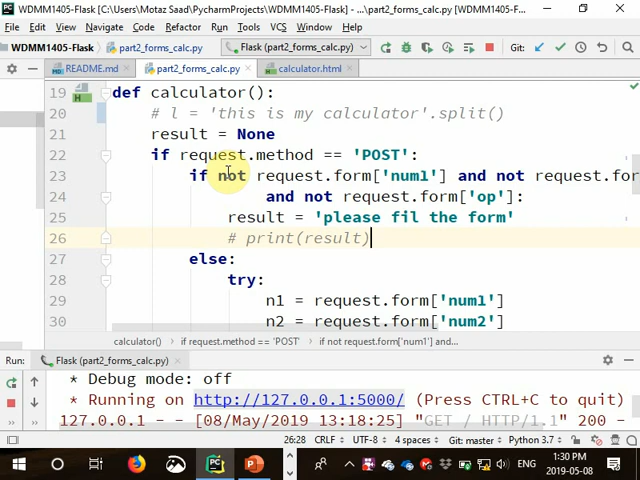 WDMM1405-Flask [C:\Users\Motaz Saad\PycharmProjects\WDMM1405-Flask] - ...\part2_forms_calc.py
File Edit View Navigate Code Refactor Run Tools VCS Window Help
WDMM1405-Flask part2_forms_calc.py Flask (part2_forms_calc.py) Git:
README.md part2_forms_calc.py calculator.html
19 def calculator():
20 # l = 'this is my calculator'.split()
21 result = None
22 if request.method == 'POST':
23 if not request.form['num1'] and not request.for
24 and not request.form['op']:
25 result = 'please fil the form'
26 # print(result)
27 else:
28 try:
29 n1 = request.form['num1']
30 n2 = request.form['num2']
calculator() if request.method == 'POST' if not request.form['num1'] and...
Run: Flask (part2_forms_calc.py)
* Debug mode: off
* Running on http://127.0.0.1:5000/ (Press CTRL+C to quit)
127.0.0.1 - - [08/May/2019 13:18:25] "GET / HTTP/1.1" 200 -
26:28 CRLF UTF-8 4 spaces Git: master Python 3.7
ENG 1:30 PM
2019-05-08